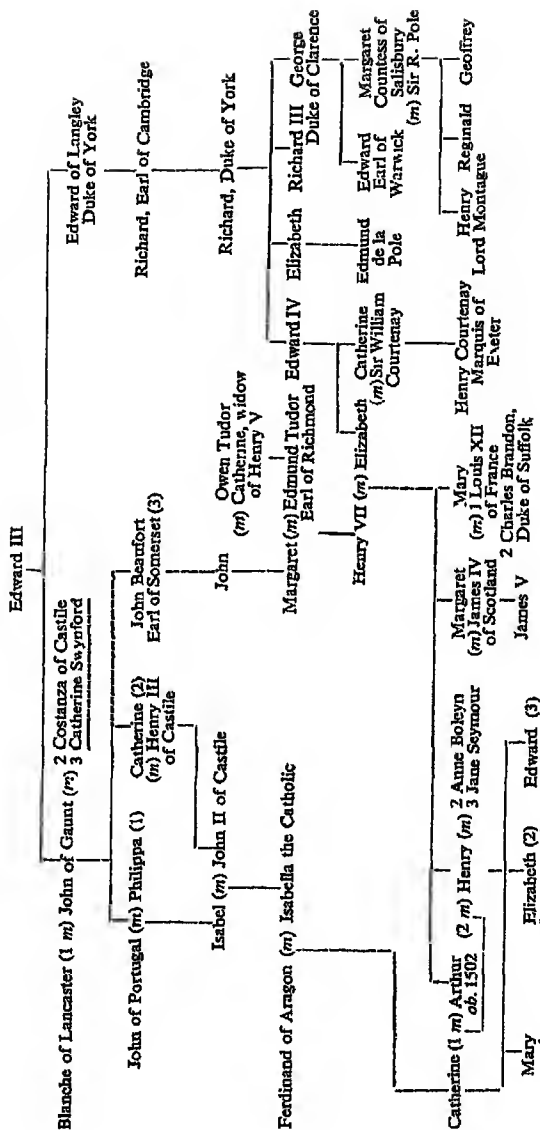 Edward III
Blanche of Lancaster (1 m) John of Gaunt (m) 2 Costanza of Castile
3 Catherine Swynford
Edward of Langley
Duke of York
John of Portugal (m) Philippa (1)
Catherine (2)
(m) Henry III
of Castile
John Beaufort
Earl of Somerset (3)
Richard, Earl of Cambridge
Isabel (m) John II of Castile
John
Owen Tudor
(m) Catherine, widow
of Henry V
Richard, Duke of York
Ferdinand of Aragon (m) Isabella the Catholic
Margaret (m) Edmund Tudor
Earl of Richmond
Edward IV
Elizabeth
Richard III
George
Duke of Clarence
Henry VII (m) Elizabeth
Catherine
(m) Sir William
Courtenay
Edmund
de la
Pole
Edward
Earl of
Warwick
Margaret
Countess of
Salisbury
(m) Sir R. Pole
Catherine (1 m) Arthur
ob. 1502
(2 m) Henry (m) 2 Anne Boleyn
3 Jane Seymour
Margaret
(m) James IV
of Scotland
Mary
(m) 1 Louis XII
of France
2 Charles Brandon,
Duke of Suffolk
Henry Courtenay
Marquis of
Exeter
Henry
Lord Montague
Reginald
Geoffrey
Mary
Elizabeth (2)
Edward (3)
James V